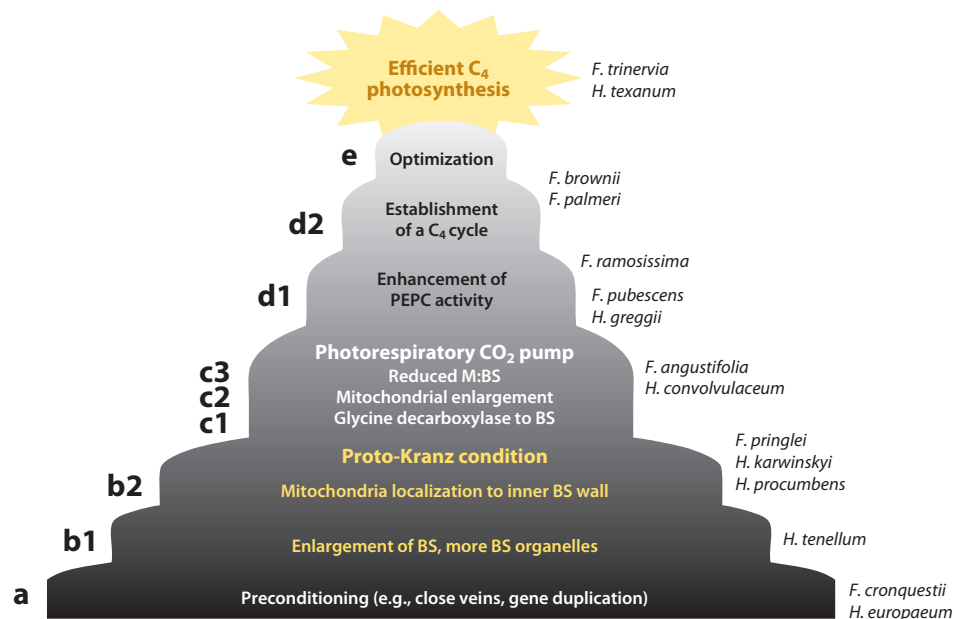 Efficient C₄
photosynthesis
F. trinervia
H. texanum
e
Optimization
F. brownii
F. palmeri
d2
Establishment
of a C₄ cycle
F. ramosissima
d1
Enhancement of
PEPC activity
F. pubescens
H. greggii
Photorespiratory CO₂ pump
c3
Reduced M:BS
F. angustifolia
H. convolvulaceum
c2
Mitochondrial enlargement
c1
Glycine decarboxylase to BS
Proto-Kranz condition
F. pringlei
H. karwinskyi
H. procumbens
b2
Mitochondria localization to inner BS wall
b1
Enlargement of BS, more BS organelles
H. tenellum
a
Preconditioning (e.g., close veins, gene duplication)
F. cronquistii
H. europaeum